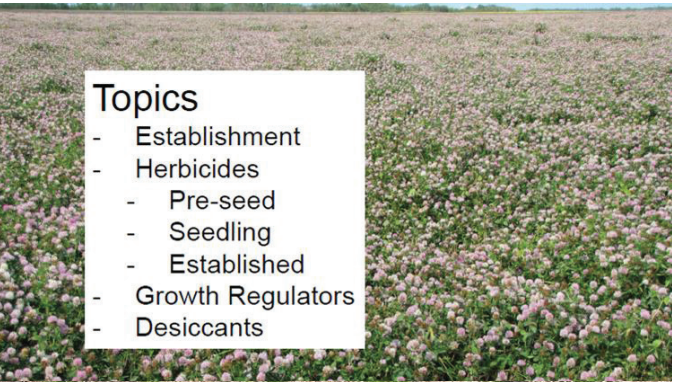 Topics
- Establishment
- Herbicides
- Pre-seed
- Seedling
- Established
- Growth Regulators
- Desiccants